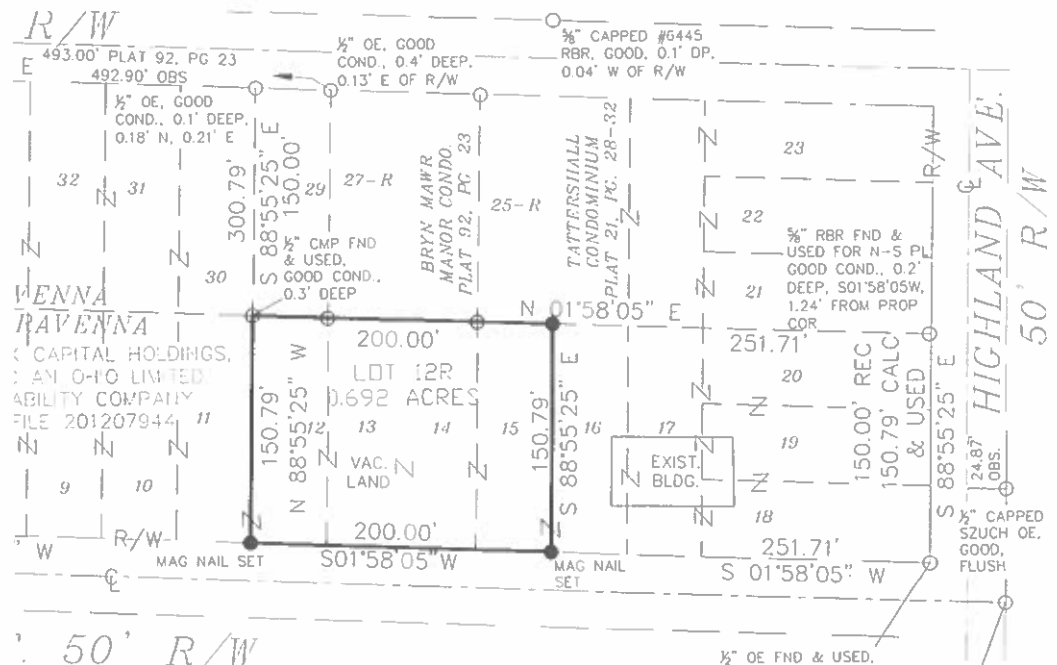 R/W
493.00' PLAT 92, PG 23
492.90' OBS
E
½" OE, GOOD
COND., 0.4' DEEP,
0.13' E OF R/W
⅝" CAPPED #6445
RBR, GOOD, 0.1' DP.
0.04' W OF R/W
½" OE, GOOD
COND., 0.1' DEEP,
0.18' N, 0.21' E
32
31
30
300.79'
S 88°55'25" E
150.00'
29
27-R
BRYN MAWR
MANOR CONDO.
PLAT 92, PG 23
25-R
TATTERSHALL
CONDOMINIUM
PLAT 21, PG. 28-32
23
22
21
R/W
℄
HIGHLAND AVE.
50' R/W
½" CMP FND
& USED,
GOOD COND.,
0.3' DEEP
⅝" RBR FND &
USED FOR N-S PL
GOOD COND., 0.2'
DEEP, S01°58'05W,
1.24' FROM PROP
COR
RAVENNA
CAPITAL HOLDINGS,
AN OHIO LIMITED
ABILITY COMPANY
FILE 201207944
11
N 01°58'05" E
200.00'
LOT 12R
0.692 ACRES
150.79'
N 88°55'25" W
12
13
14
15
VAC.
LAND
150.79'
S 88°55'25" E
16
17
EXIST.
BLDG.
251.71'
20
19
18
150.00' REC
150.79' CALC
& USED
S 88°55'25" E
24.87'
OBS.
½" CAPPED
SZUCH OE,
GOOD,
FLUSH
9
10
W
R/W
MAG NAIL SET
200.00'
S01°58'05"W
MAG NAIL
SET
251.71'
S 01°58'05" W
℄
50' R/W
½" OE FND & USED,